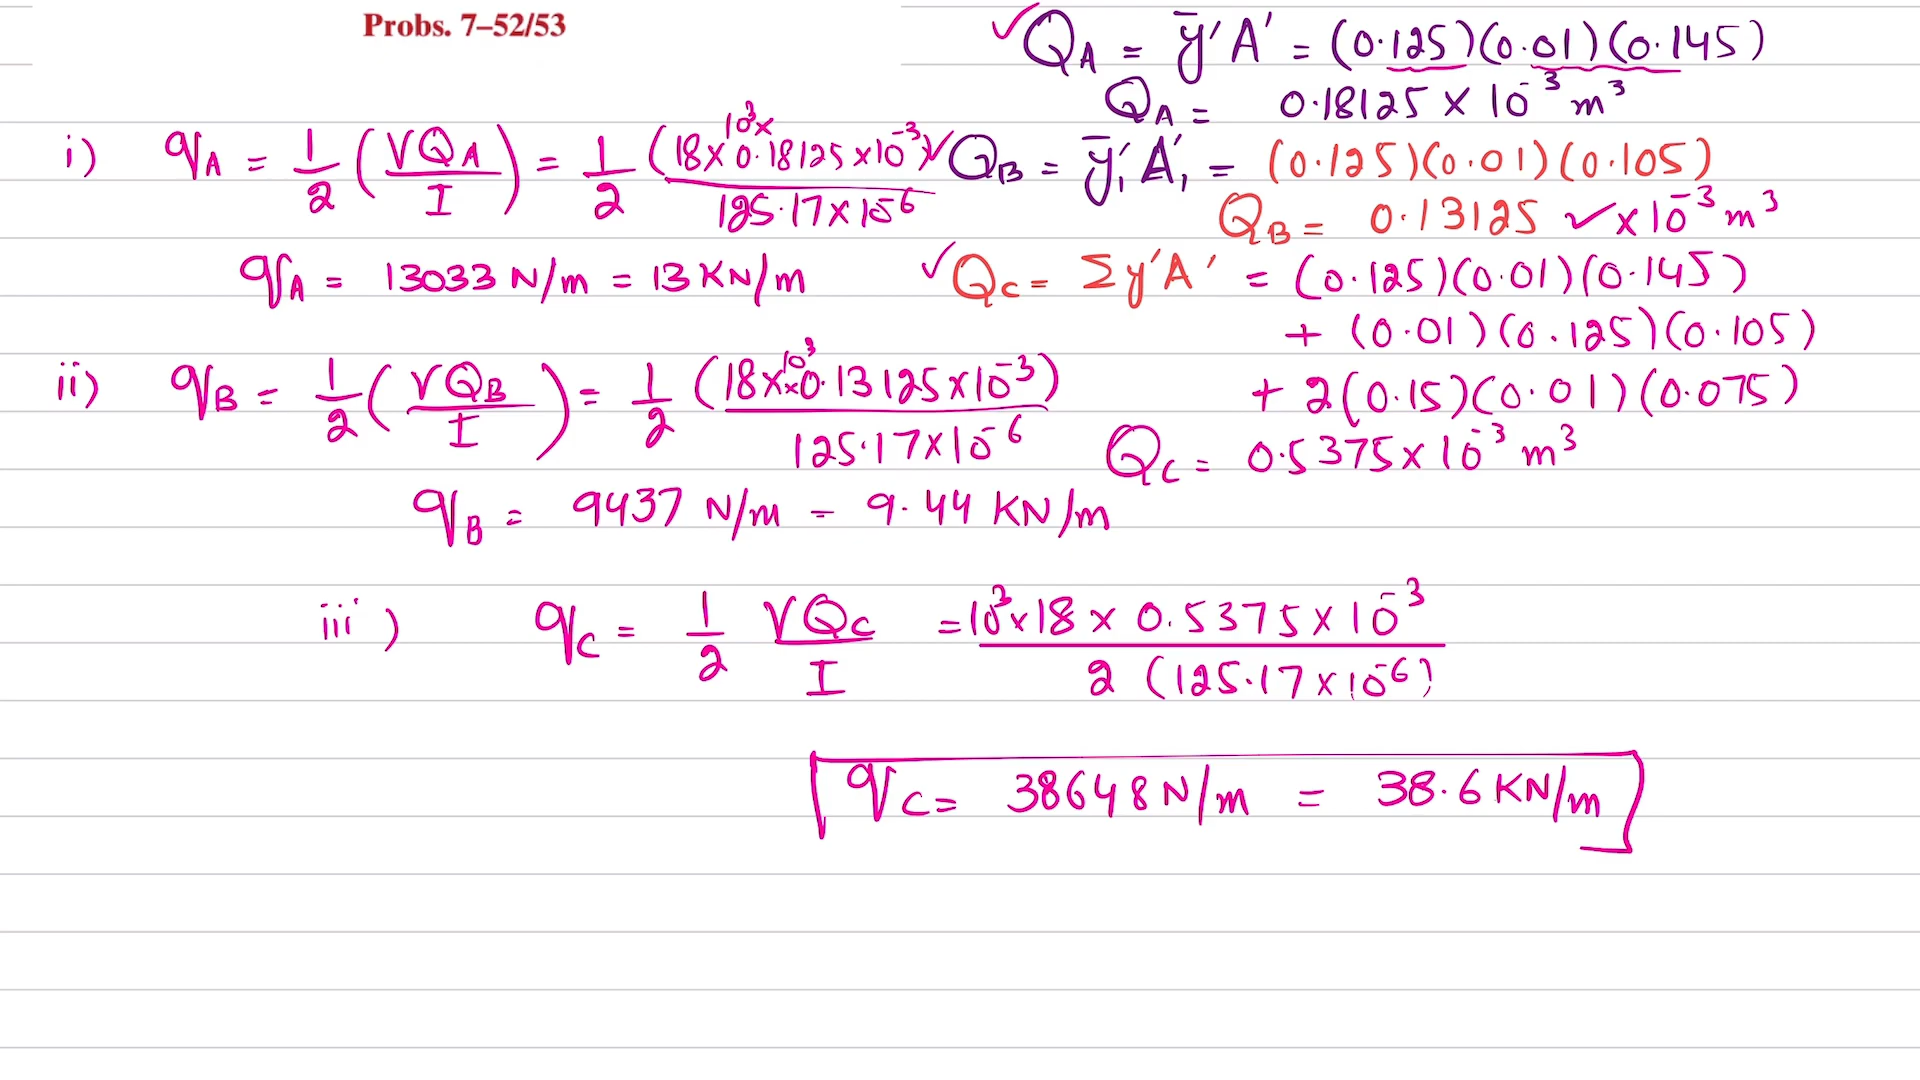 Probs. 7–52/53
✓ Q_A = ȳ'A' = (0.125)(0.01)(0.145)
Q_A = 0.18125 × 10^-3 m^3
i) q_A = 1/2 (VQ_A/I) = 1/2 (18×10^3×0.18125×10^-3)/125.17×10^-6
✓ Q_B = ȳ'_1 A'_1 = (0.125)(0.01)(0.105)
Q_B = 0.13125 ✓ ×10^-3 m^3
q_A = 13033 N/m = 13 KN/m
✓ Q_C = Σy'A' = (0.125)(0.01)(0.145)
+ (0.01)(0.125)(0.105)
+ 2(0.15)(0.01)(0.075)
Q_C = 0.5375×10^-3 m^3
ii) q_B = 1/2 (VQ_B/I) = 1/2 (18×10^3×0.13125×10^-3)/125.17×10^-6
q_B = 9437 N/m = 9.44 KN/m
iii) q_C = 1/2 VQ_C/I = 10^3×18×0.5375×10^-3/2(125.17×10^-6)
q_C = 38648 N/m = 38.6 KN/m